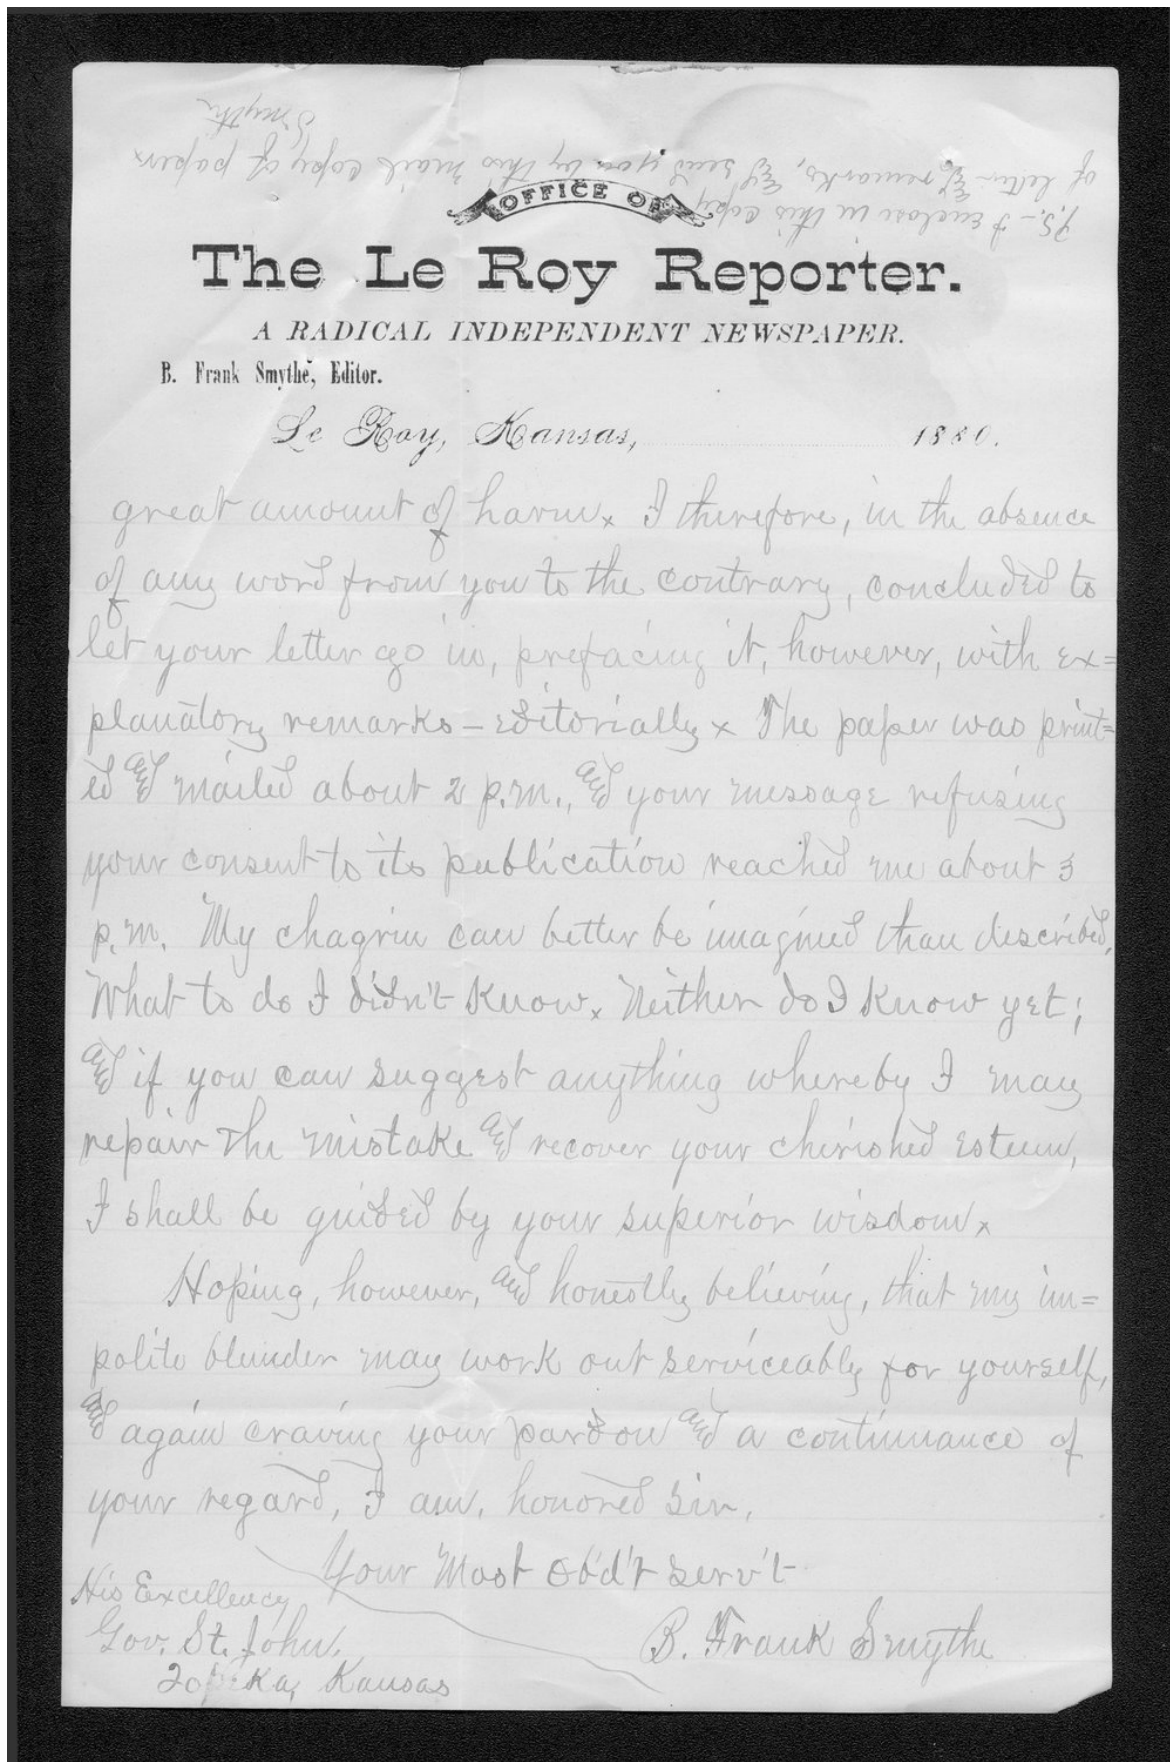 P.S. - I enclose in this copy
of letter & remarks, & send you by this mail copy of paper.
Smythe
OFFICE OF
The Le Roy Reporter.
A RADICAL INDEPENDENT NEWSPAPER.
B. Frank Smythe, Editor.
Le Roy, Kansas, 1880.
great amount of harm x I therefore, in the absence
of any word from you to the contrary, concluded to
let your letter go in, prefacing it, however, with ex=
planatory remarks - editorially x The paper was print=
ed and mailed about 2 p.m., and your message refusing
your consent to its publication reached me about 3
p.m. My chagrin can better be imagined than described.
What to do I didn't know x Neither do I know yet;
and if you can suggest anything whereby I may
repair the mistake and recover your cherished esteem,
I shall be guided by your superior wisdom x
Hoping, however, and honestly believing, that my im=
polite blunder may work out serviceably for yourself,
and again craving your pardon and a continuance of
your regard, I am, honored sir,
Your Most Obd't Serv't
B. Frank Smythe
His Excellency
Gov. St. John,
Topeka, Kansas